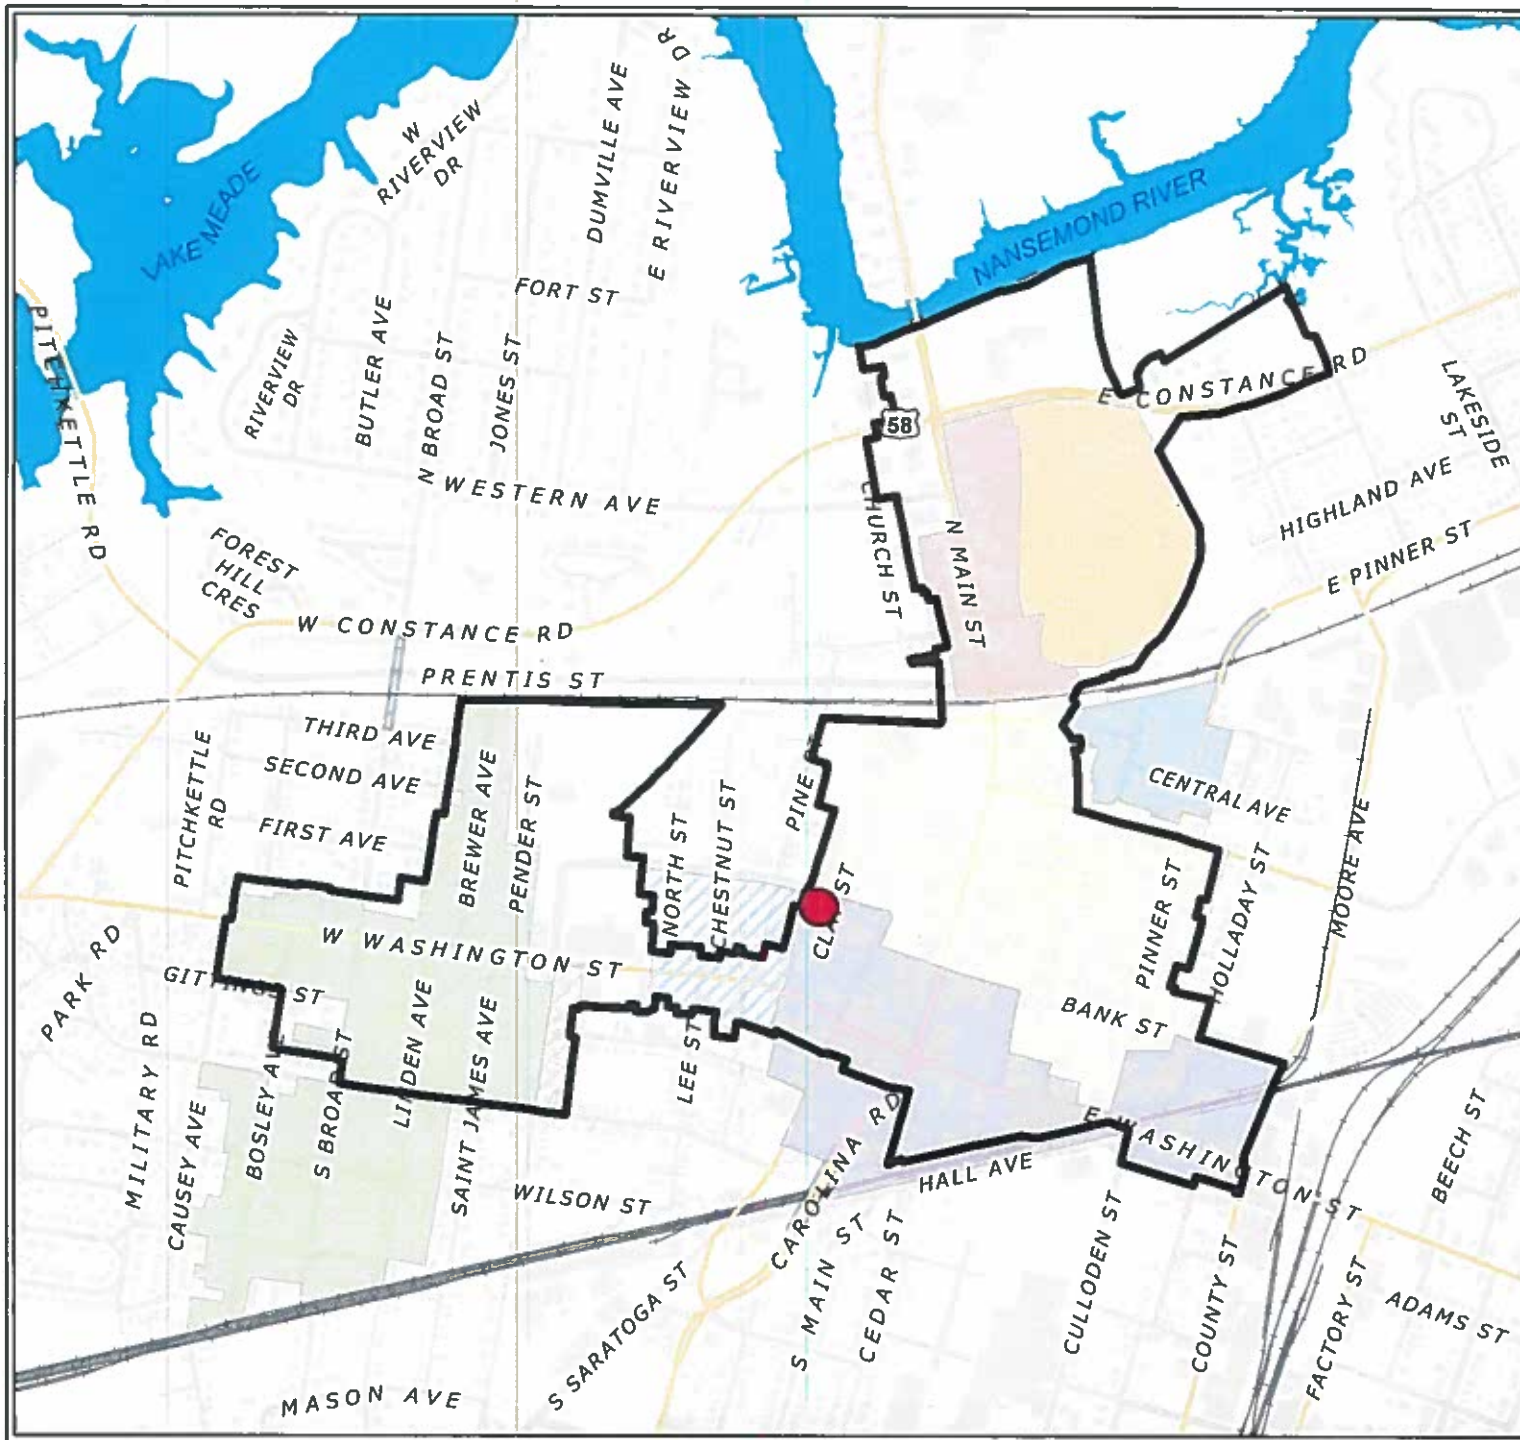 W
RIVERVIEW
DR
DUMVILLE AVE
E RIVERVIEW DR
LAKE MEADE
NANSEMOND RIVER
FORT ST
PITCHKETTLE RD
RIVERVIEW
DR
BUTLER AVE
N BROAD ST
JONES ST
E CONSTANCE RD
LAKESIDE
ST
58
N WESTERN AVE
CHURCH ST
N MAIN ST
HIGHLAND AVE
E PINNER ST
FOREST
HILL
CRES
W CONSTANCE RD
PRENTIS ST
THIRD AVE
SECOND AVE
FIRST AVE
PITCHKETTLE
RD
BREWER AVE
PENDER ST
NORTH ST
CHESTNUT ST
PINE
CENTRAL AVE
MOORE AVE
PINNER ST
HOLLADAY ST
W WASHINGTON ST
ST
PARK RD
GITTINGS ST
BANK ST
MILITARY RD
CAUSEY AVE
BOSLEY AVE
S BROAD ST
LINDEN AVE
SAINT JAMES AVE
LEE ST
CAROLINA RD
E WASHINGTON ST
HALL AVE
WILSON ST
BEECH ST
S SARATOGA ST
S MAIN ST
CEDAR ST
CULLODEN ST
COUNTY ST
FACTORY ST
ADAMS ST
MASON AVE